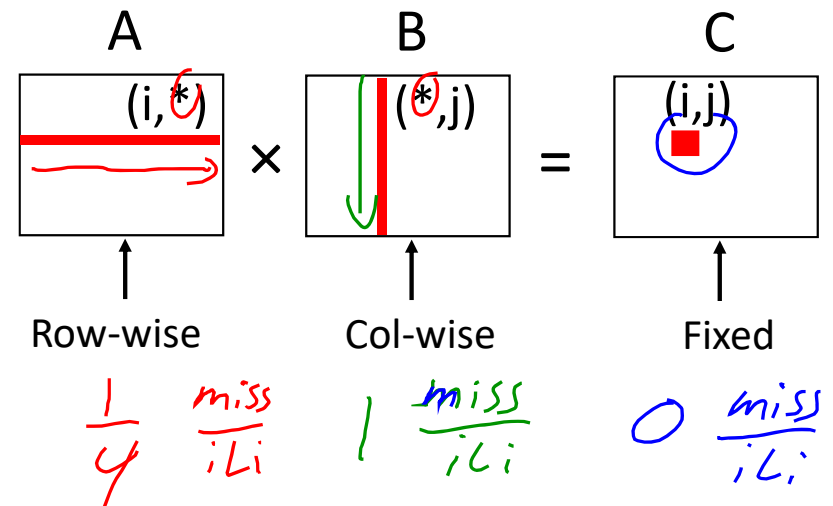 A B C
(i,*) (*,j) (i,j)
× =
Row-wise Col-wise Fixed
1/4 miss/iLi 1 miss/iLi 0 miss/iLi